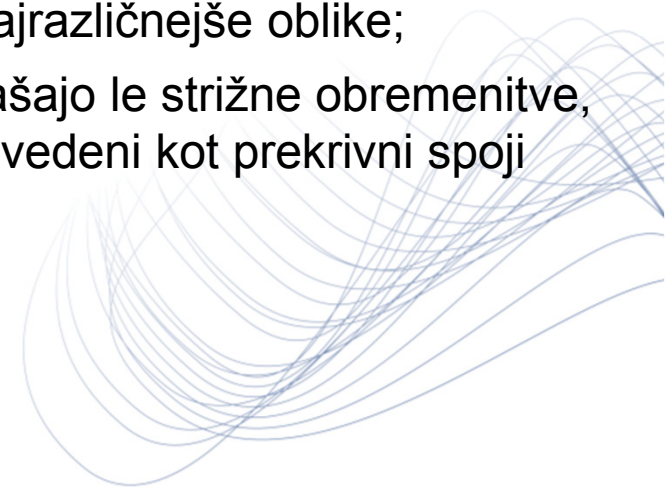 ajrazličnejše oblike;
ašajo le strižne obremenitve,
vedeni kot prekrivni spoji